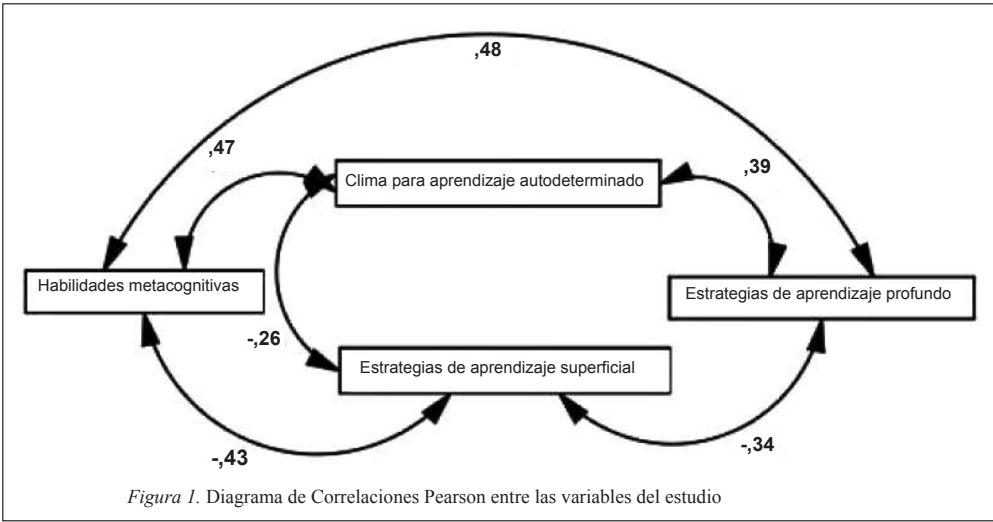 ,48
,47
Clima para aprendizaje autodeterminado
,39
Habilidades metacognitivas
Estrategias de aprendizaje profundo
-,26
Estrategias de aprendizaje superficial
-,43
-,34
Figura 1. Diagrama de Correlaciones Pearson entre las variables del estudio